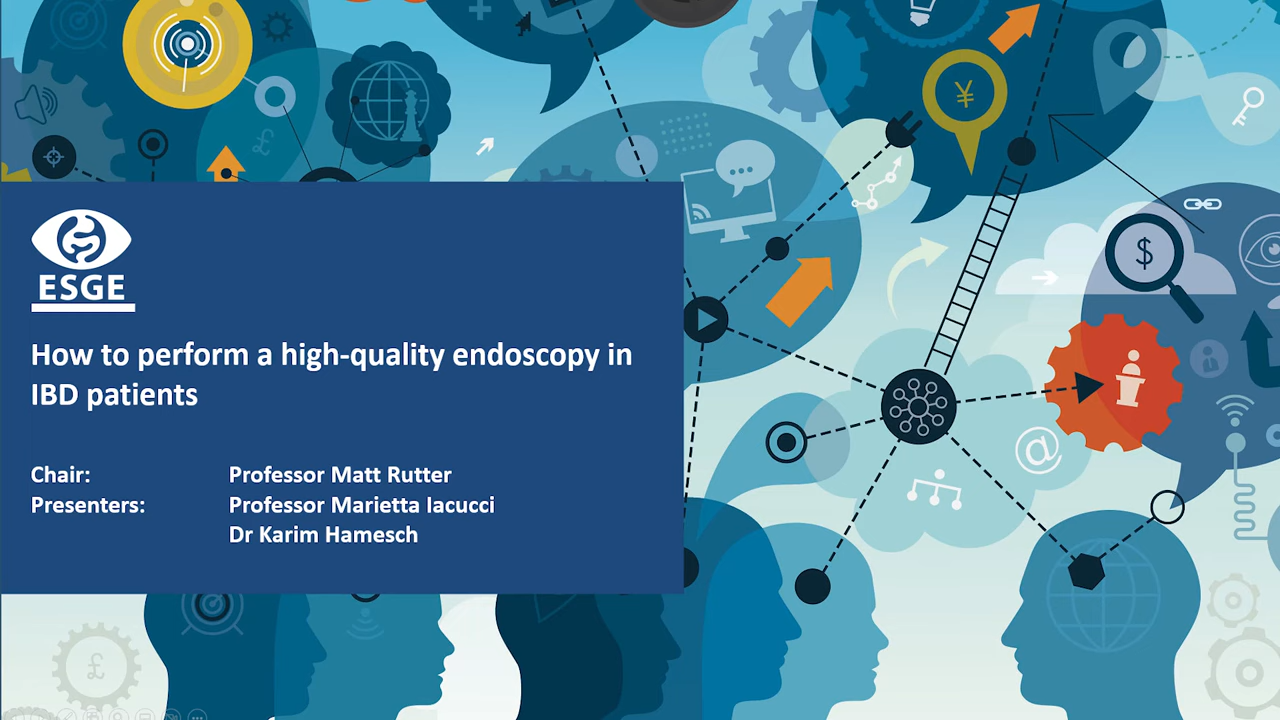 ESGE
How to perform a high-quality endoscopy in
IBD patients
Chair: Professor Matt Rutter
Presenters: Professor Marietta Iacucci
Dr Karim Hamesch